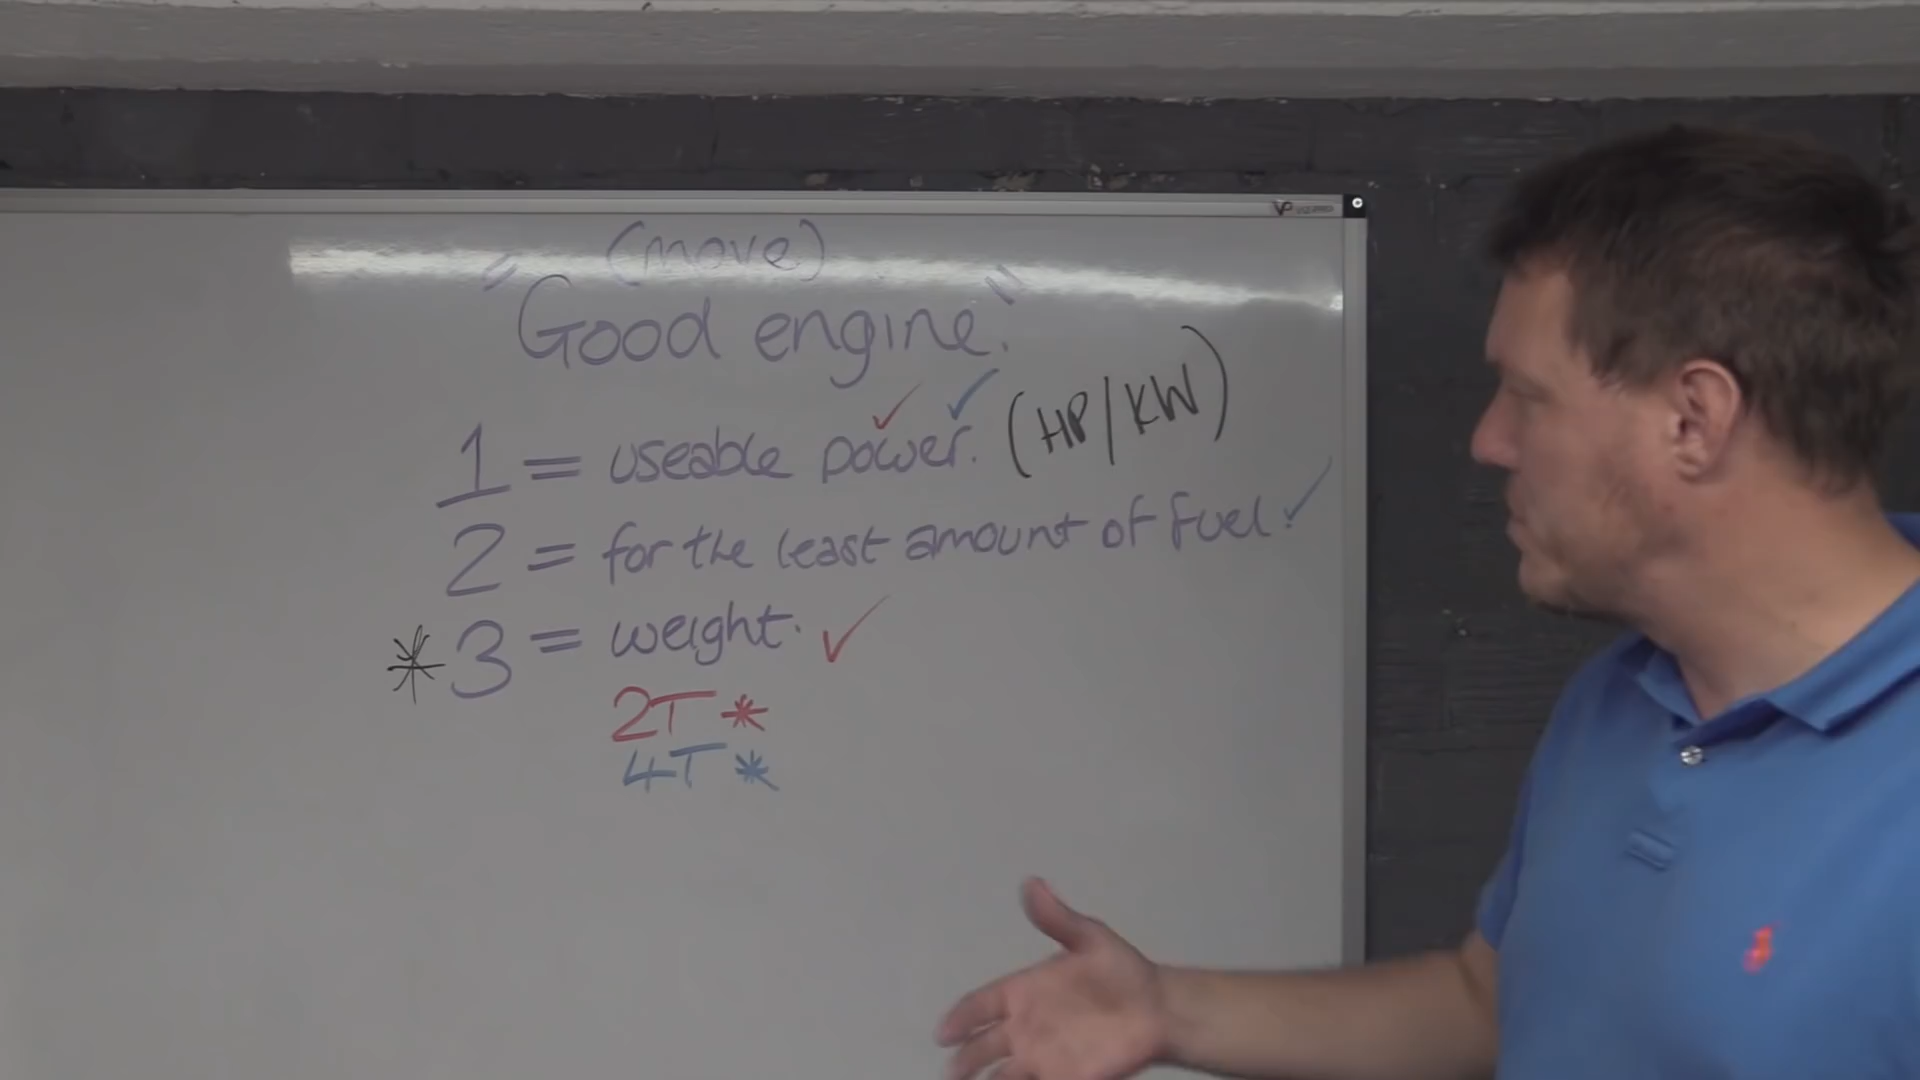 (move)
"Good engine."
1 = useable power. (HP/KW)
2 = for the least amount of fuel.
*3 = weight.
2T *
4T *